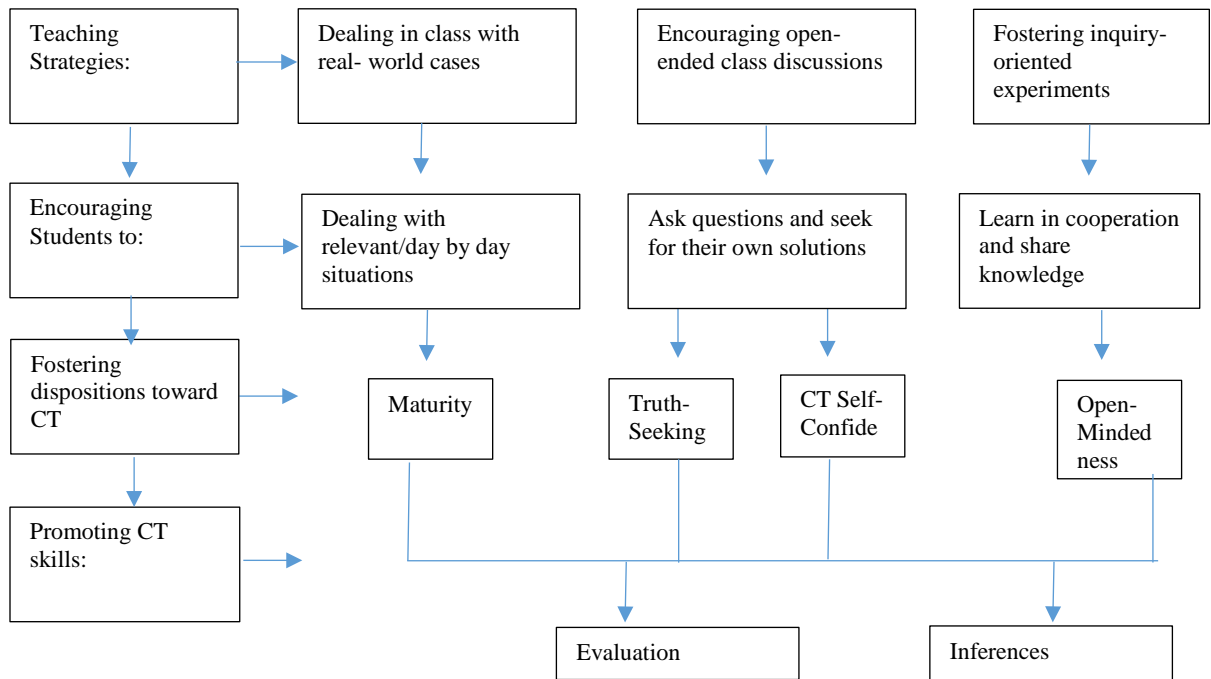 Teaching
Strategies:
Dealing in class with
real- world cases
Encouraging open-
ended class discussions
Fostering inquiry-
oriented
experiments
Encouraging
Students to:
Dealing with
relevant/day by day
situations
Ask questions and seek
for their own solutions
Learn in cooperation
and share
knowledge
Fostering
dispositions toward
CT
Maturity
Truth-
Seeking
CT Self-
Confide
Open-
Minded
ness
Promoting CT
skills:
Evaluation
Inferences